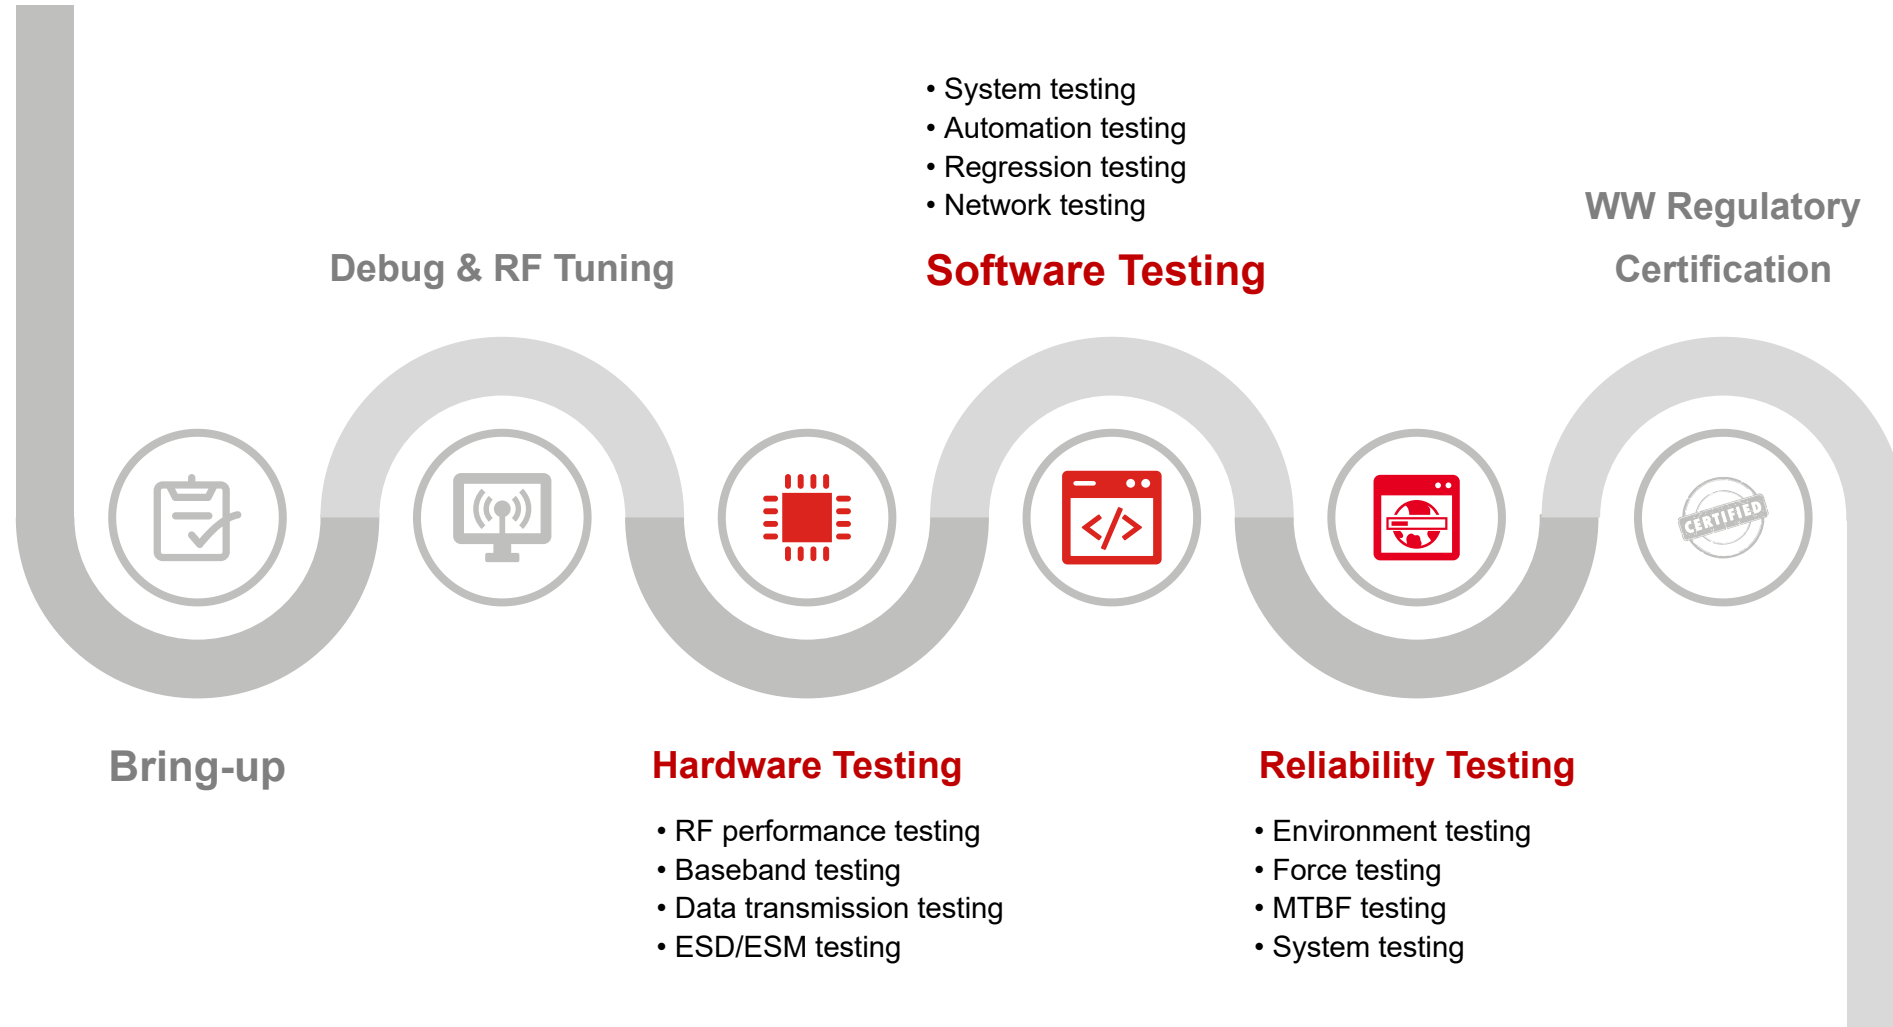 • System testing
• Automation testing
• Regression testing
• Network testing
WW Regulatory
Certification
Debug & RF Tuning
Software Testing
</>
CERTIFIED
Bring-up
Hardware Testing
• RF performance testing
• Baseband testing
• Data transmission testing
• ESD/ESM testing
Reliability Testing
• Environment testing
• Force testing
• MTBF testing
• System testing